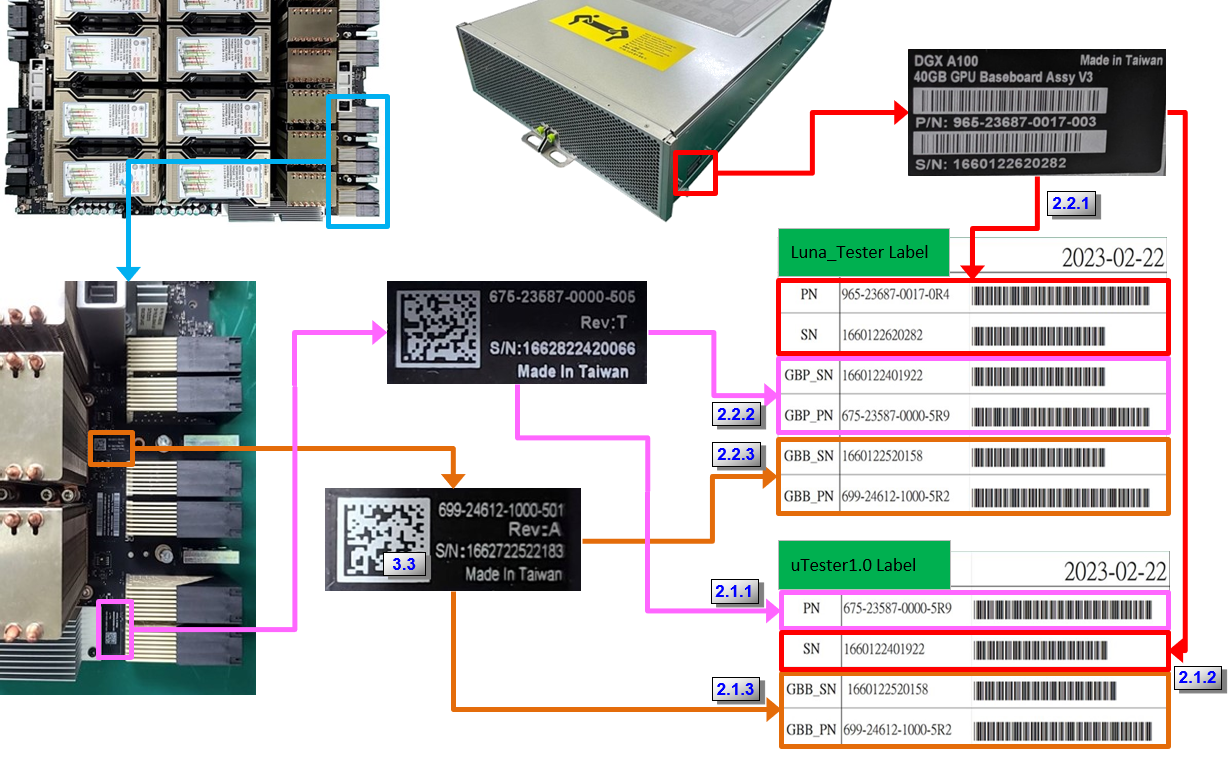 DGX A100 Made in Taiwan
40GB GPU Baseboard Assy V3
P/N: 965-23687-0017-003
S/N: 1660122620282
2.2.1
Luna_Tester Label
2023-02-22
PN 965-23687-0017-0R4
SN 1660122620282
GBP_SN 1660122401922
GBP_PN 675-23587-0000-5R9
GBB_SN 1660122520158
GBB_PN 699-24612-1000-5R2
675-23587-0000-505
Rev:T
S/N:1662822420066
Made In Taiwan
2.2.2
2.2.3
699-24612-1000-501
Rev:A
S/N:1662722522183
Made In Taiwan
3.3
uTester1.0 Label
2023-02-22
2.1.1
PN 675-23587-0000-5R9
SN 1660122401922
2.1.2
2.1.3
GBB_SN 1660122520158
GBB_PN 699-24612-1000-5R2